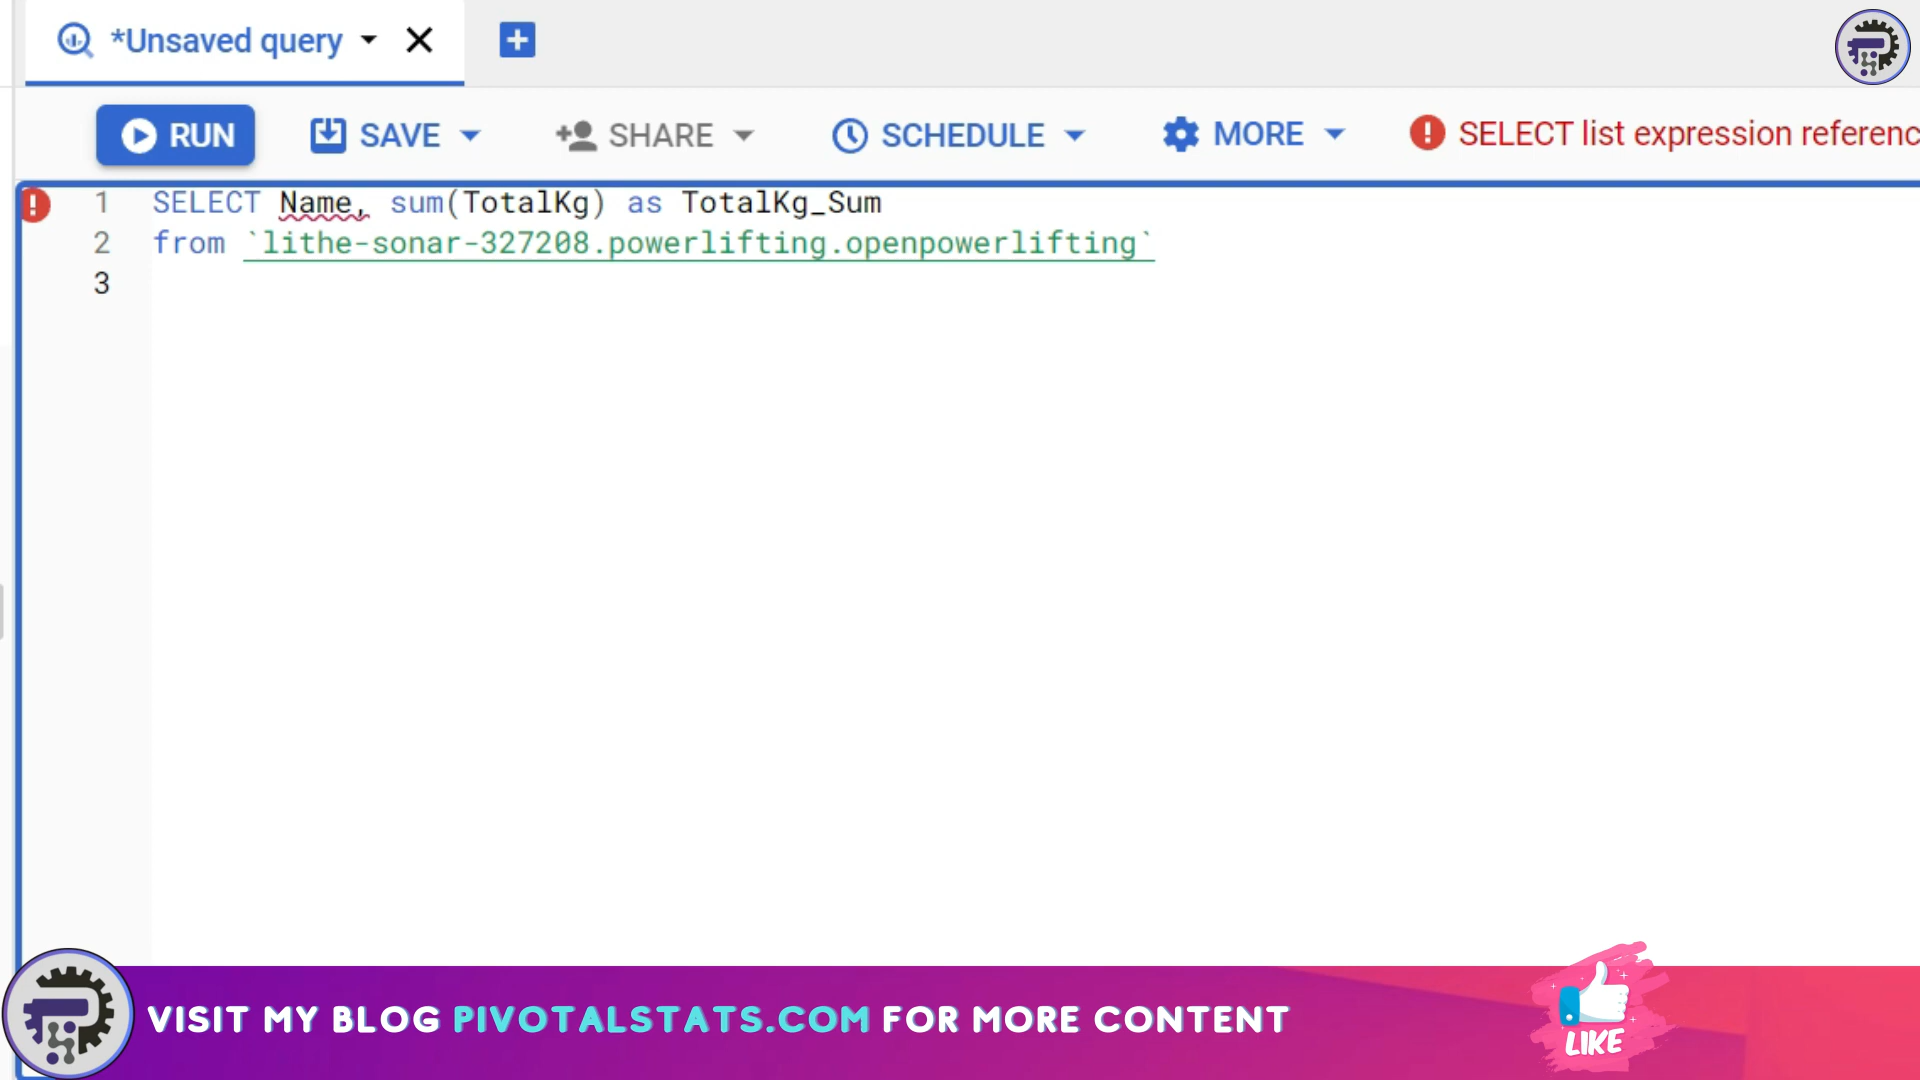 *Unsaved query
RUN SAVE SHARE SCHEDULE MORE SELECT list expression referenc
1 SELECT Name, sum(TotalKg) as TotalKg_Sum
2 from `lithe-sonar-327208.powerlifting.openpowerlifting`
3
VISIT MY BLOG PIVOTALSTATS.COM FOR MORE CONTENT
LIKE